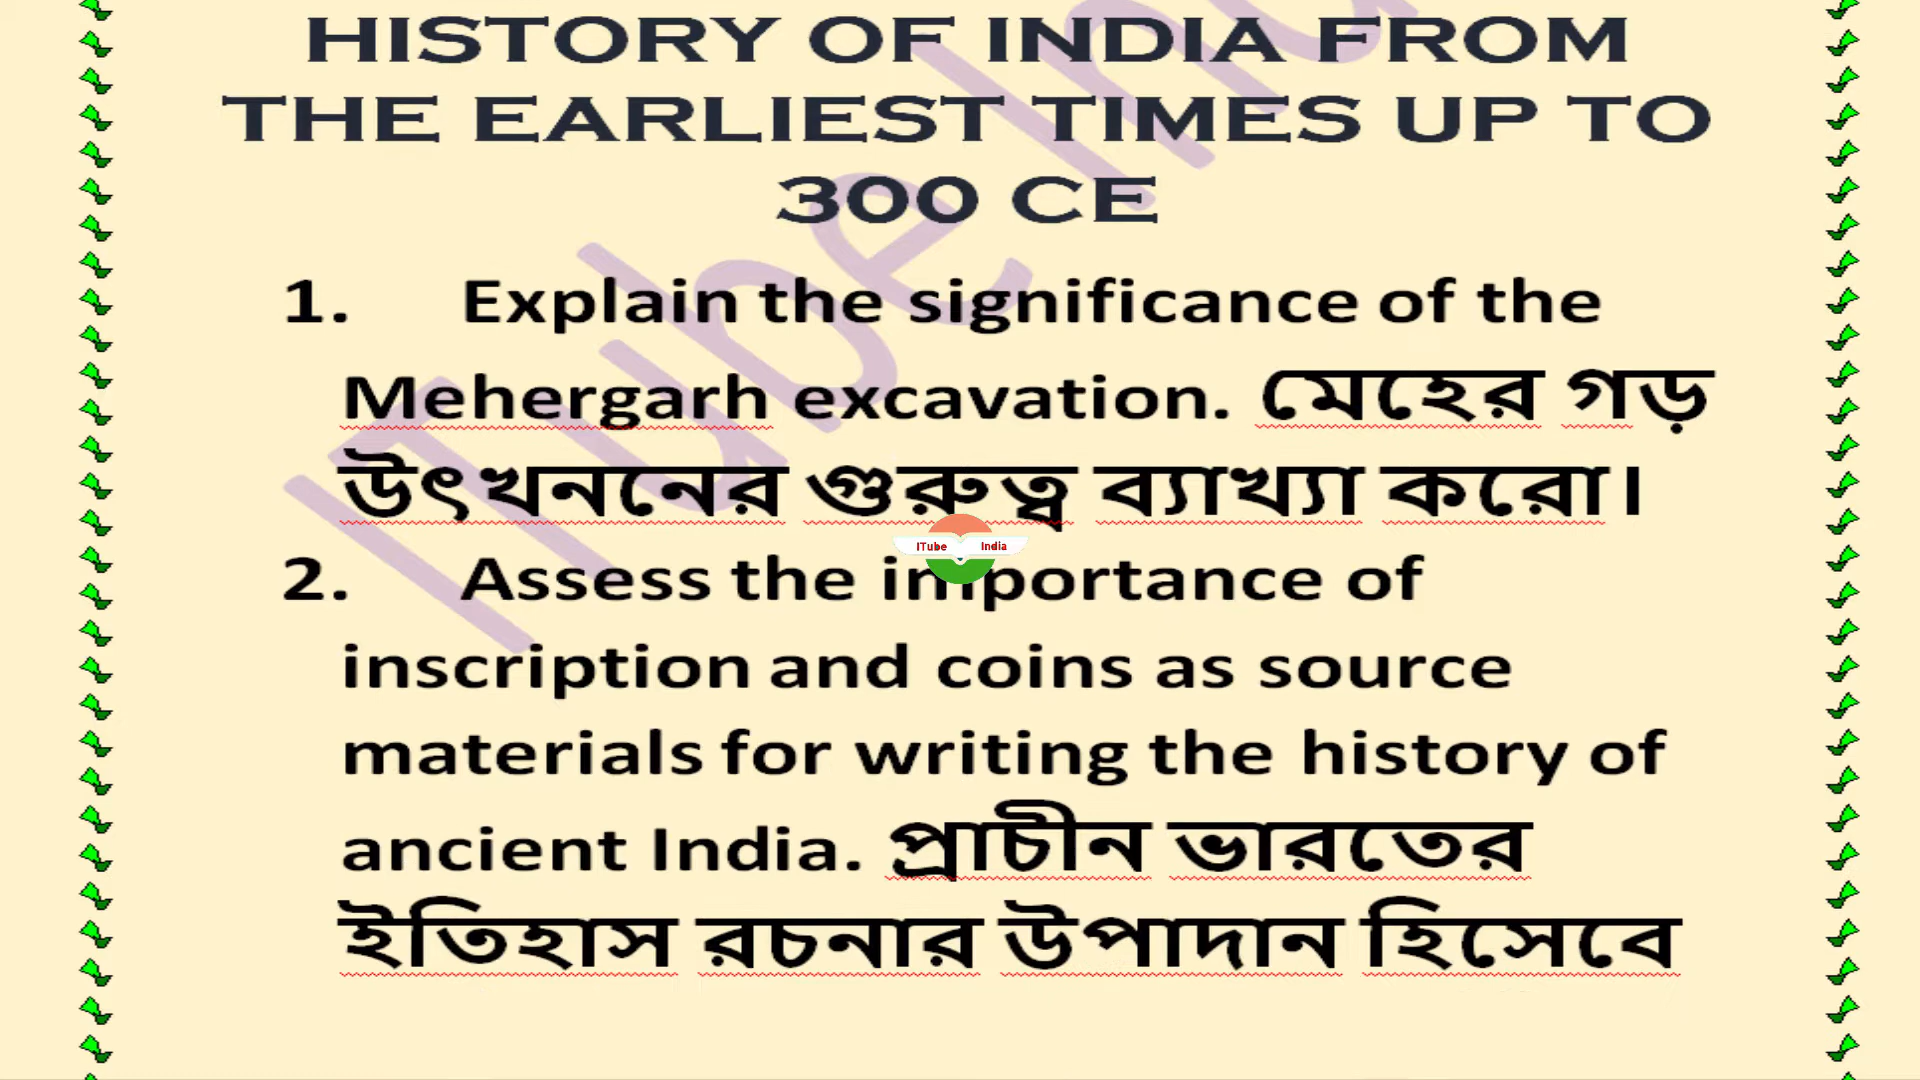 HISTORY OF INDIA FROM
THE EARLIEST TIMES UP TO
300 CE
1. Explain the significance of the
Mehergarh excavation. মেহের গড়
উৎখননের গুরুত্ব ব্যাখ্যা করো।
ITube India
2. Assess the importance of
inscription and coins as source
materials for writing the history of
ancient India. প্রাচীন ভারতের
ইতিহাস রচনার উপাদান হিসেবে